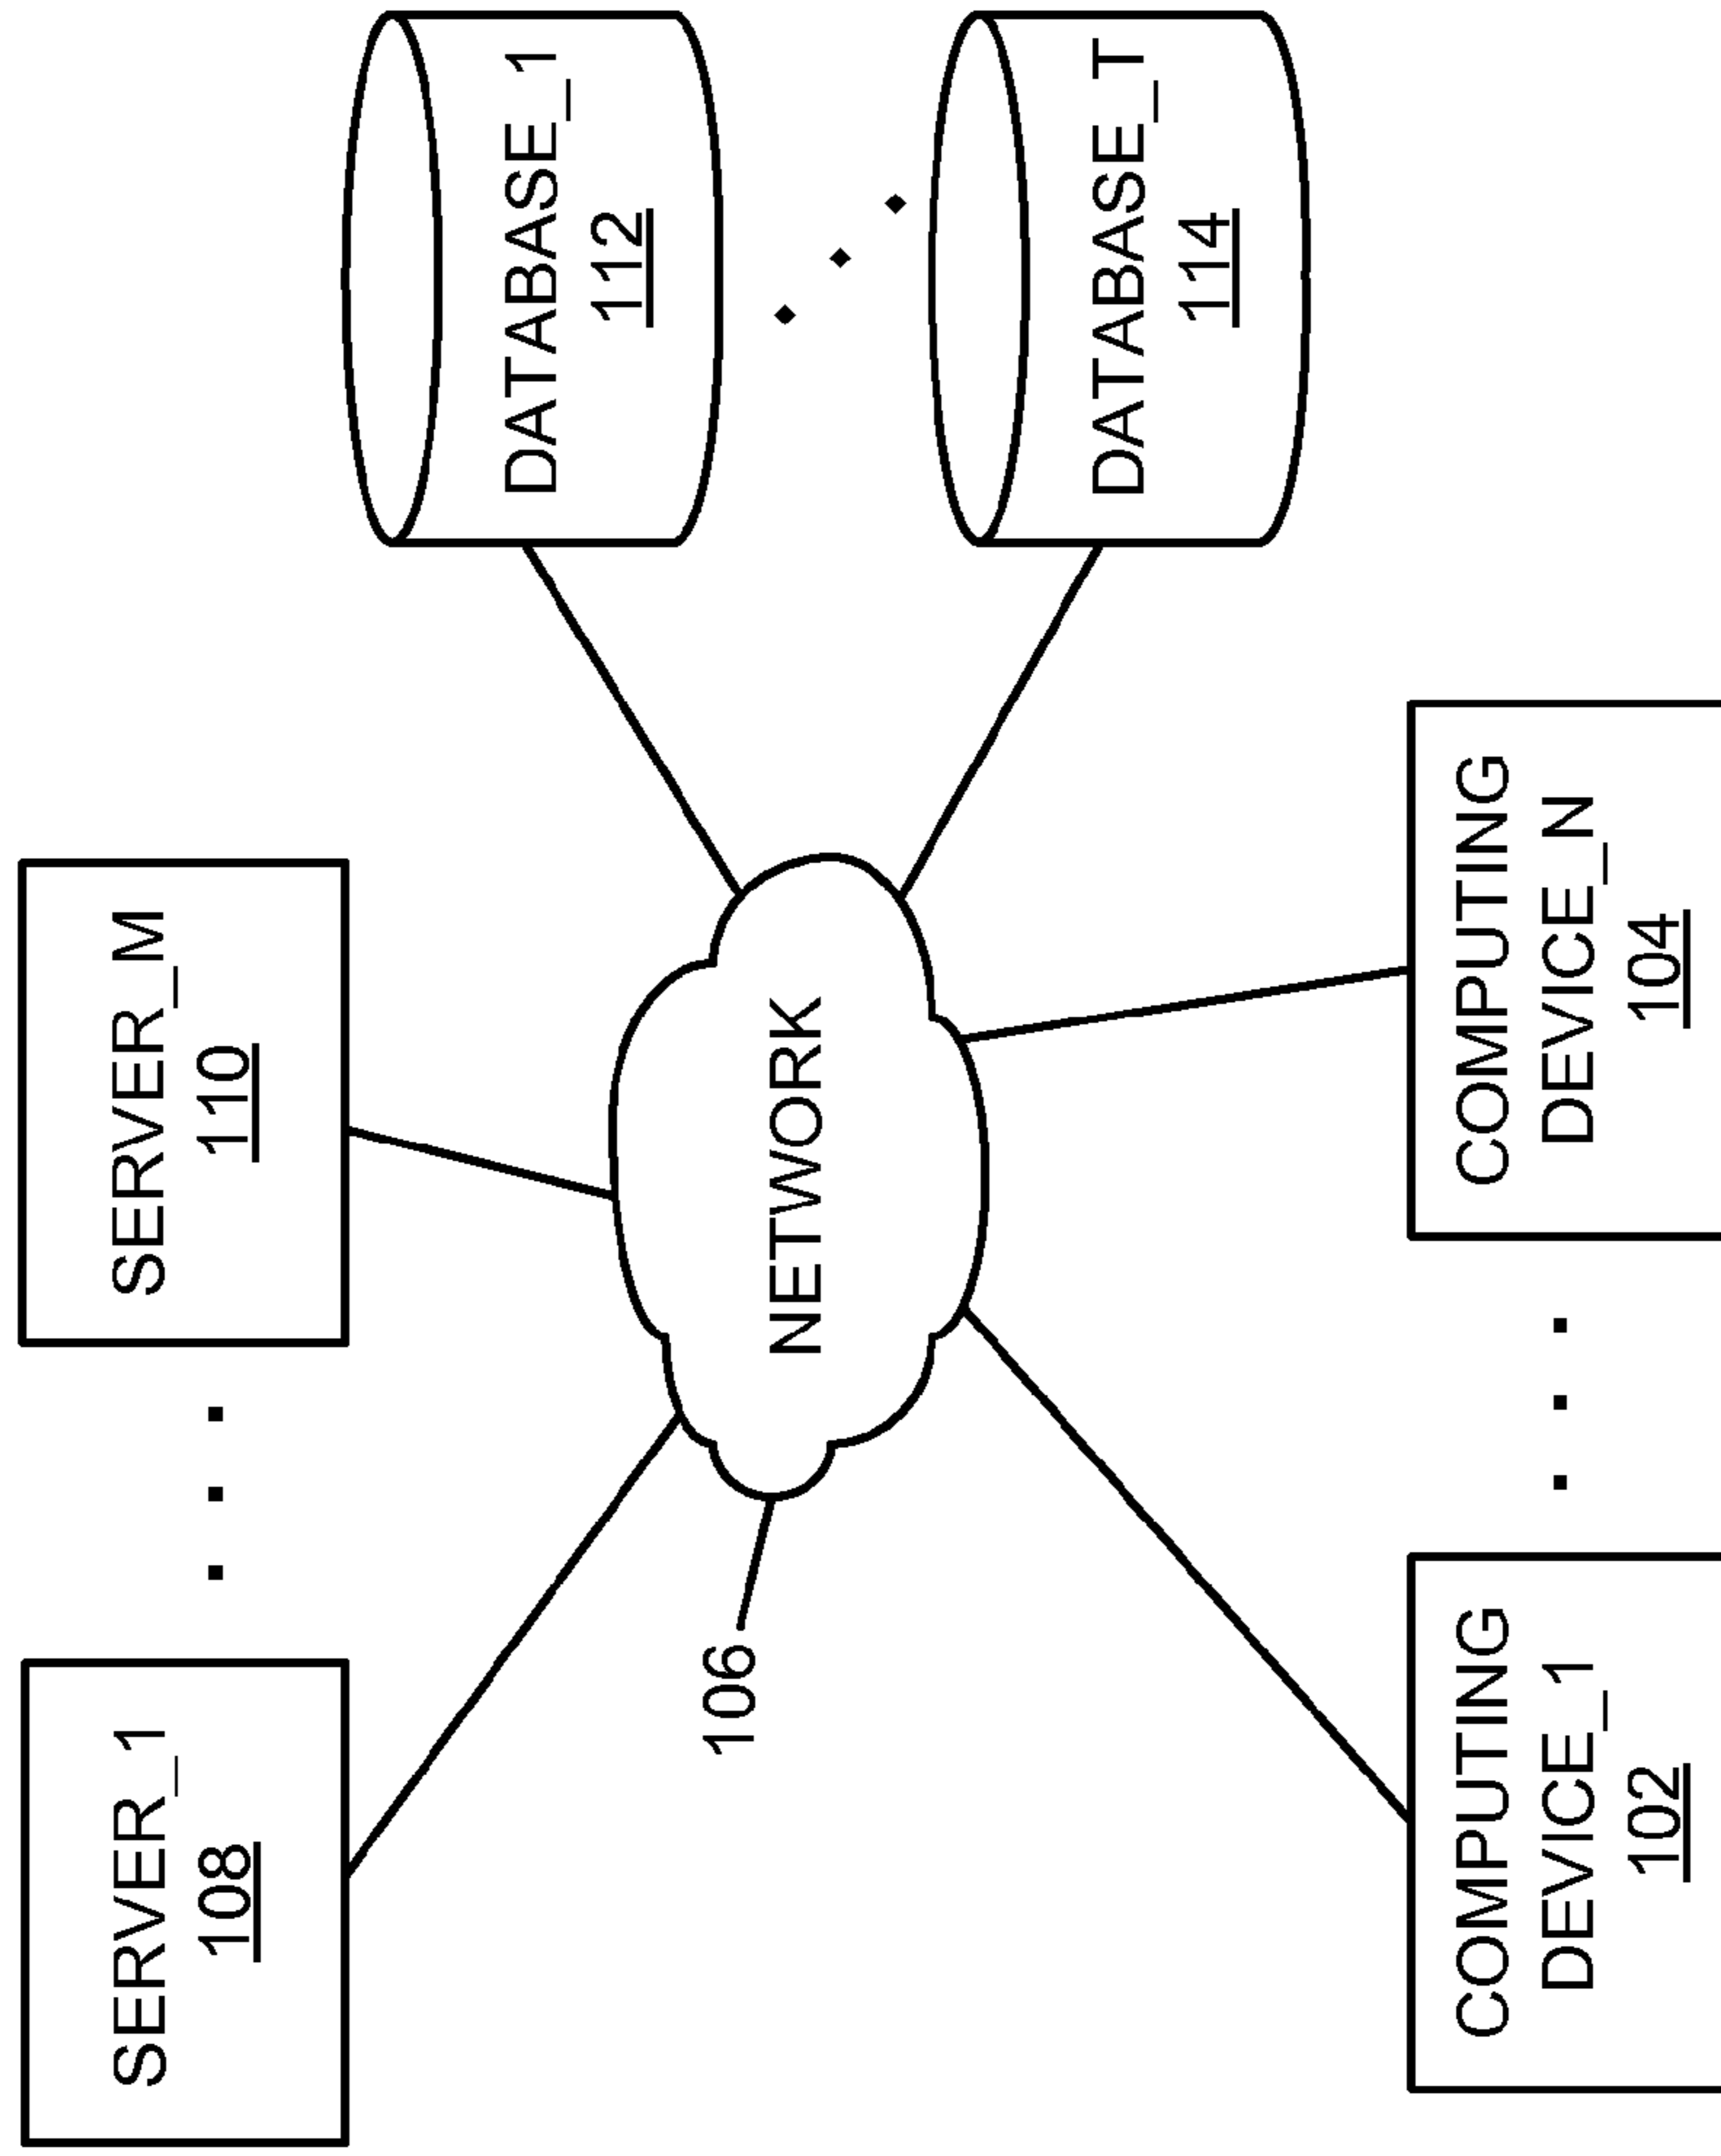 SERVER_1
108
SERVER_M
110
DATABASE_1
112
NETWORK
106
DATABASE_T
114
COMPUTING
DEVICE_1
102
COMPUTING
DEVICE_N
104